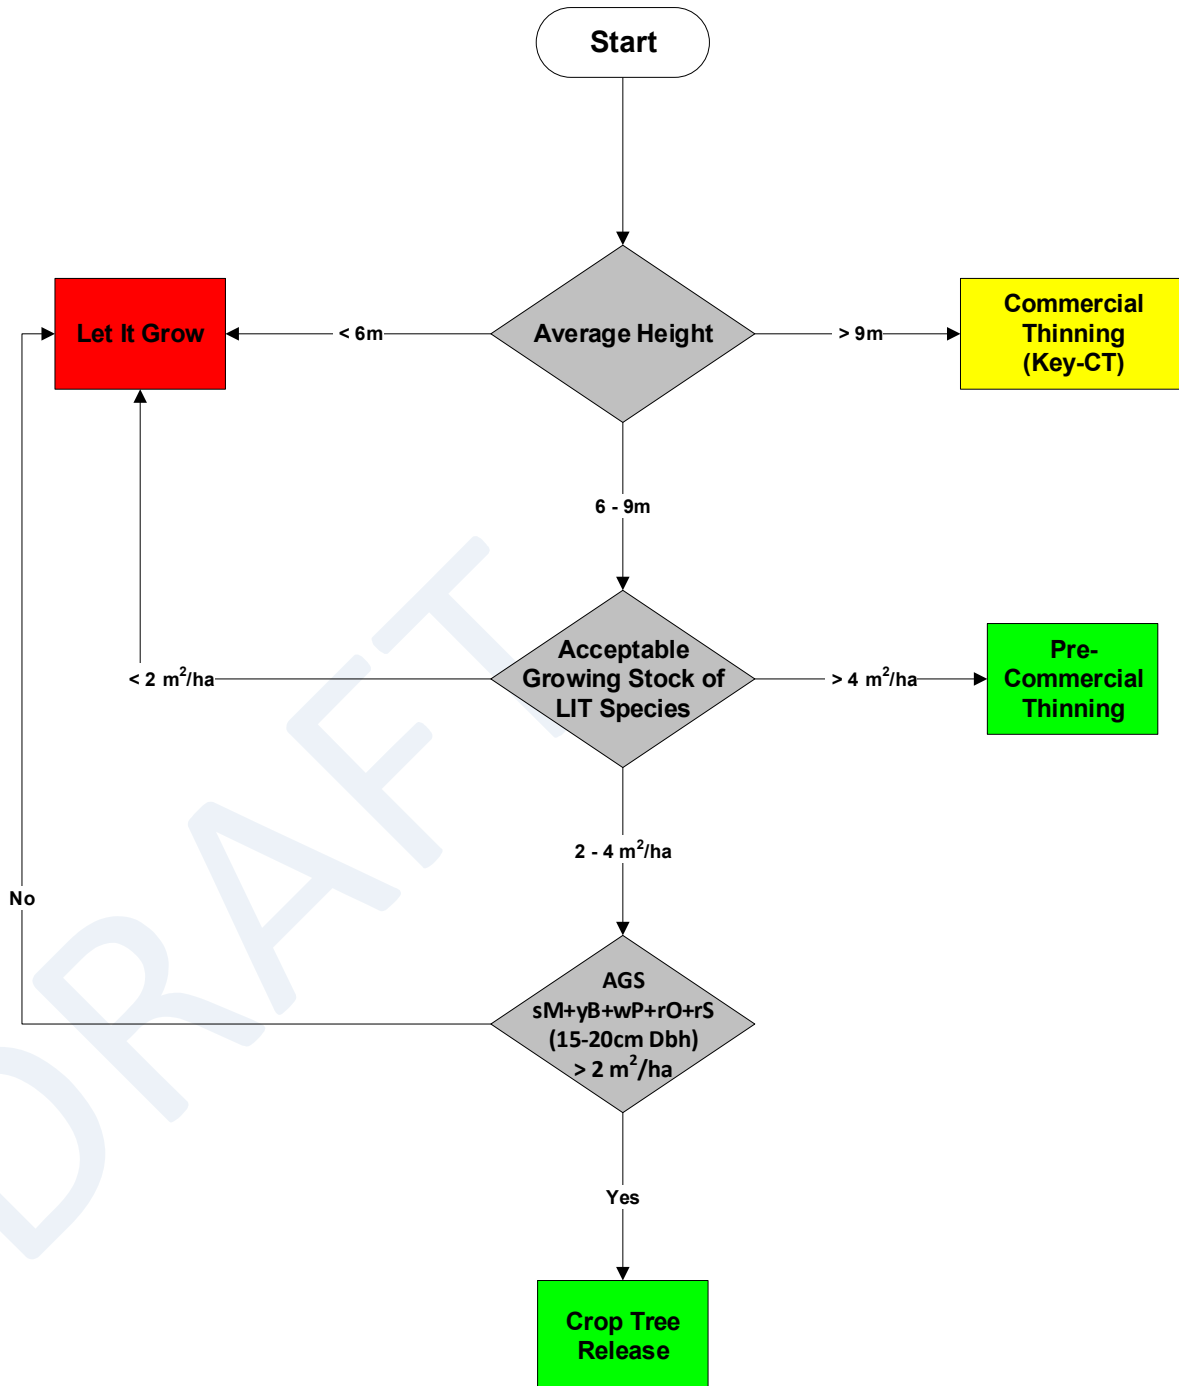 Start
Let It Grow
< 6m
Average Height
> 9m
Commercial
Thinning
(Key-CT)
6 - 9m
< 2 m²/ha
Acceptable
Growing Stock of
LIT Species
> 4 m²/ha
Pre-
Commercial
Thinning
2 - 4 m²/ha
No
AGS
sM+yB+wP+rO+rS
(15-20cm Dbh)
> 2 m²/ha
Yes
Crop Tree
Release
DRAFT